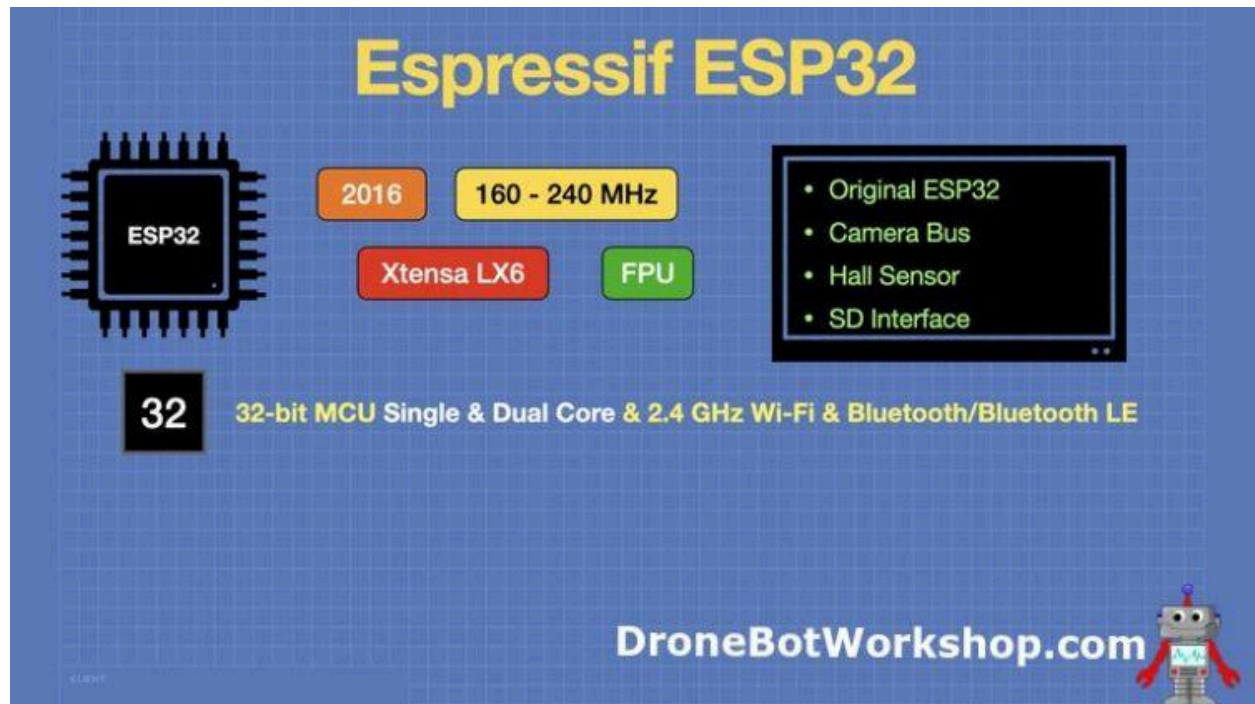 Espressif ESP32
ESP32
2016
160 - 240 MHz
Xtensa LX6
FPU
• Original ESP32
• Camera Bus
• Hall Sensor
• SD Interface
32
32-bit MCU Single & Dual Core & 2.4 GHz Wi-Fi & Bluetooth/Bluetooth LE
DroneBotWorkshop.com